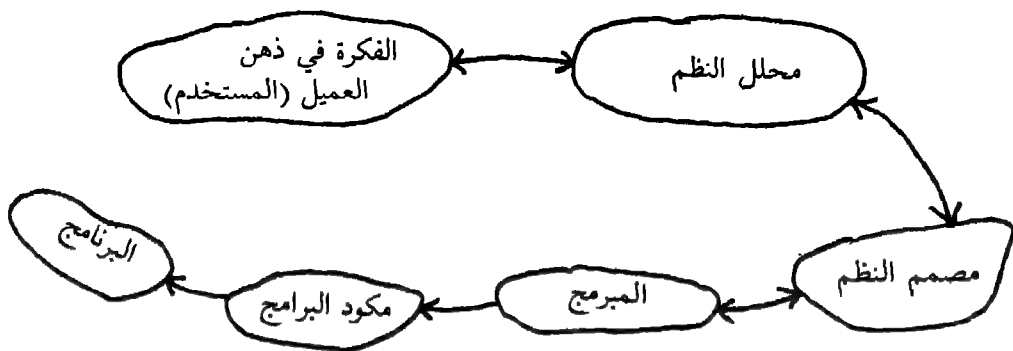 الفكرة في ذهن
العميل (المستخدم)
محلل النظم
مصمم النظم
المبرمج
مكود البرامج
البرنامج